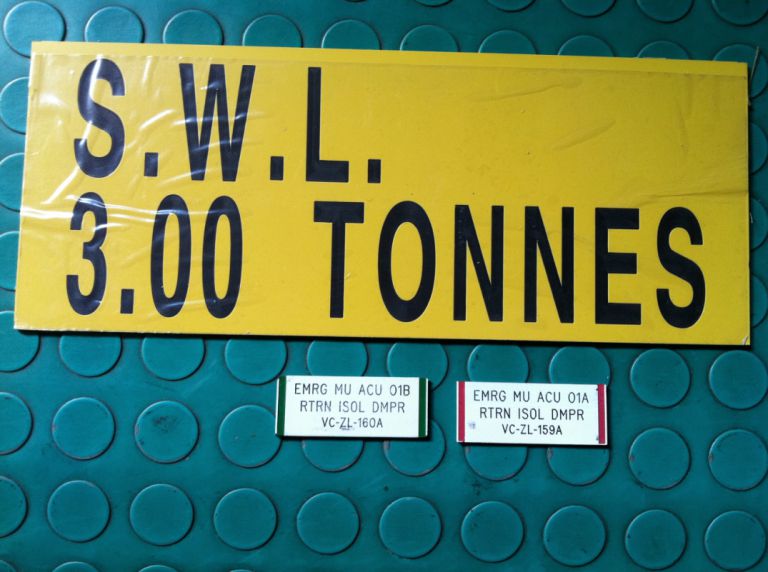 S.W.L.
3.00 TONNES
EMRG MU ACU 01B
RTRN ISOL DMPR
VC-ZL-160A
EMRG MU ACU 01A
RTRN ISOL DMPR
VC-ZL-159A